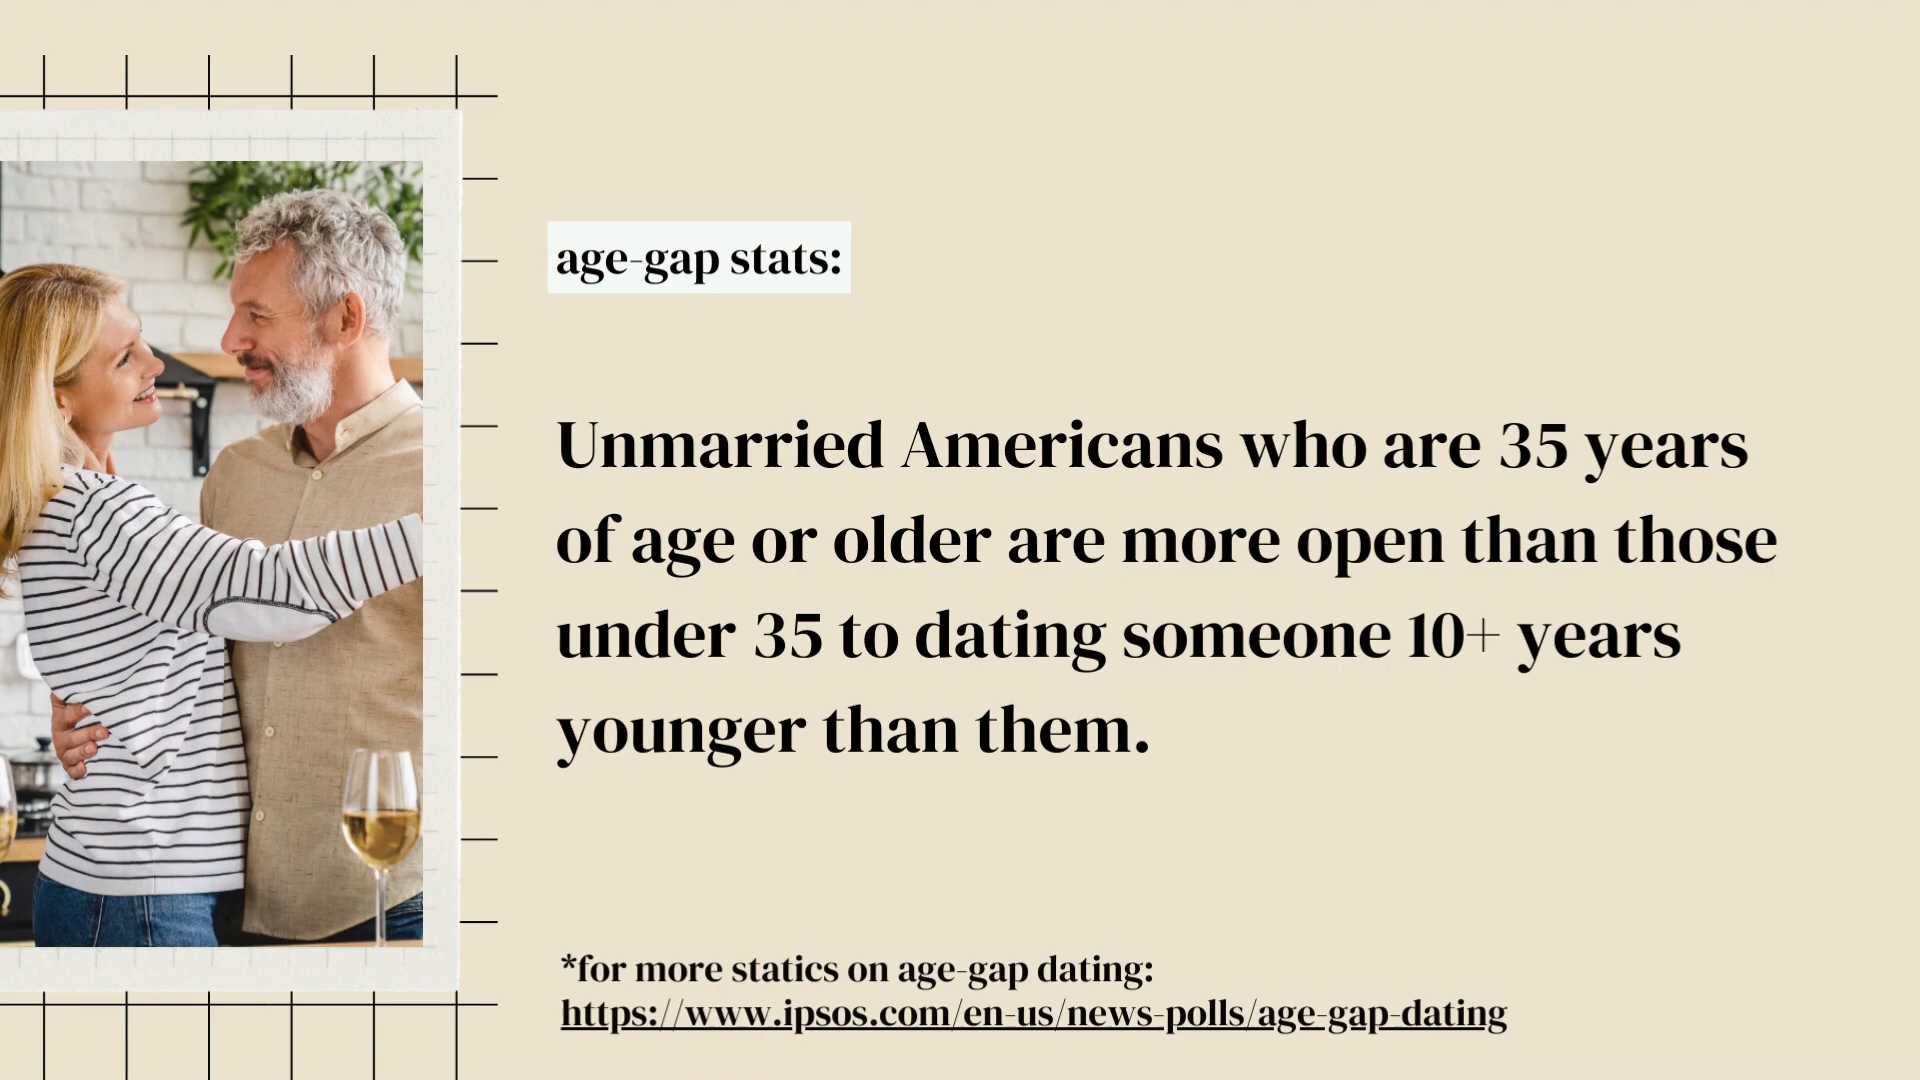 age-gap stats:
Unmarried Americans who are 35 years
of age or older are more open than those
under 35 to dating someone 10+ years
younger than them.
*for more statics on age-gap dating:
https://www.ipsos.com/en-us/news-polls/age-gap-dating